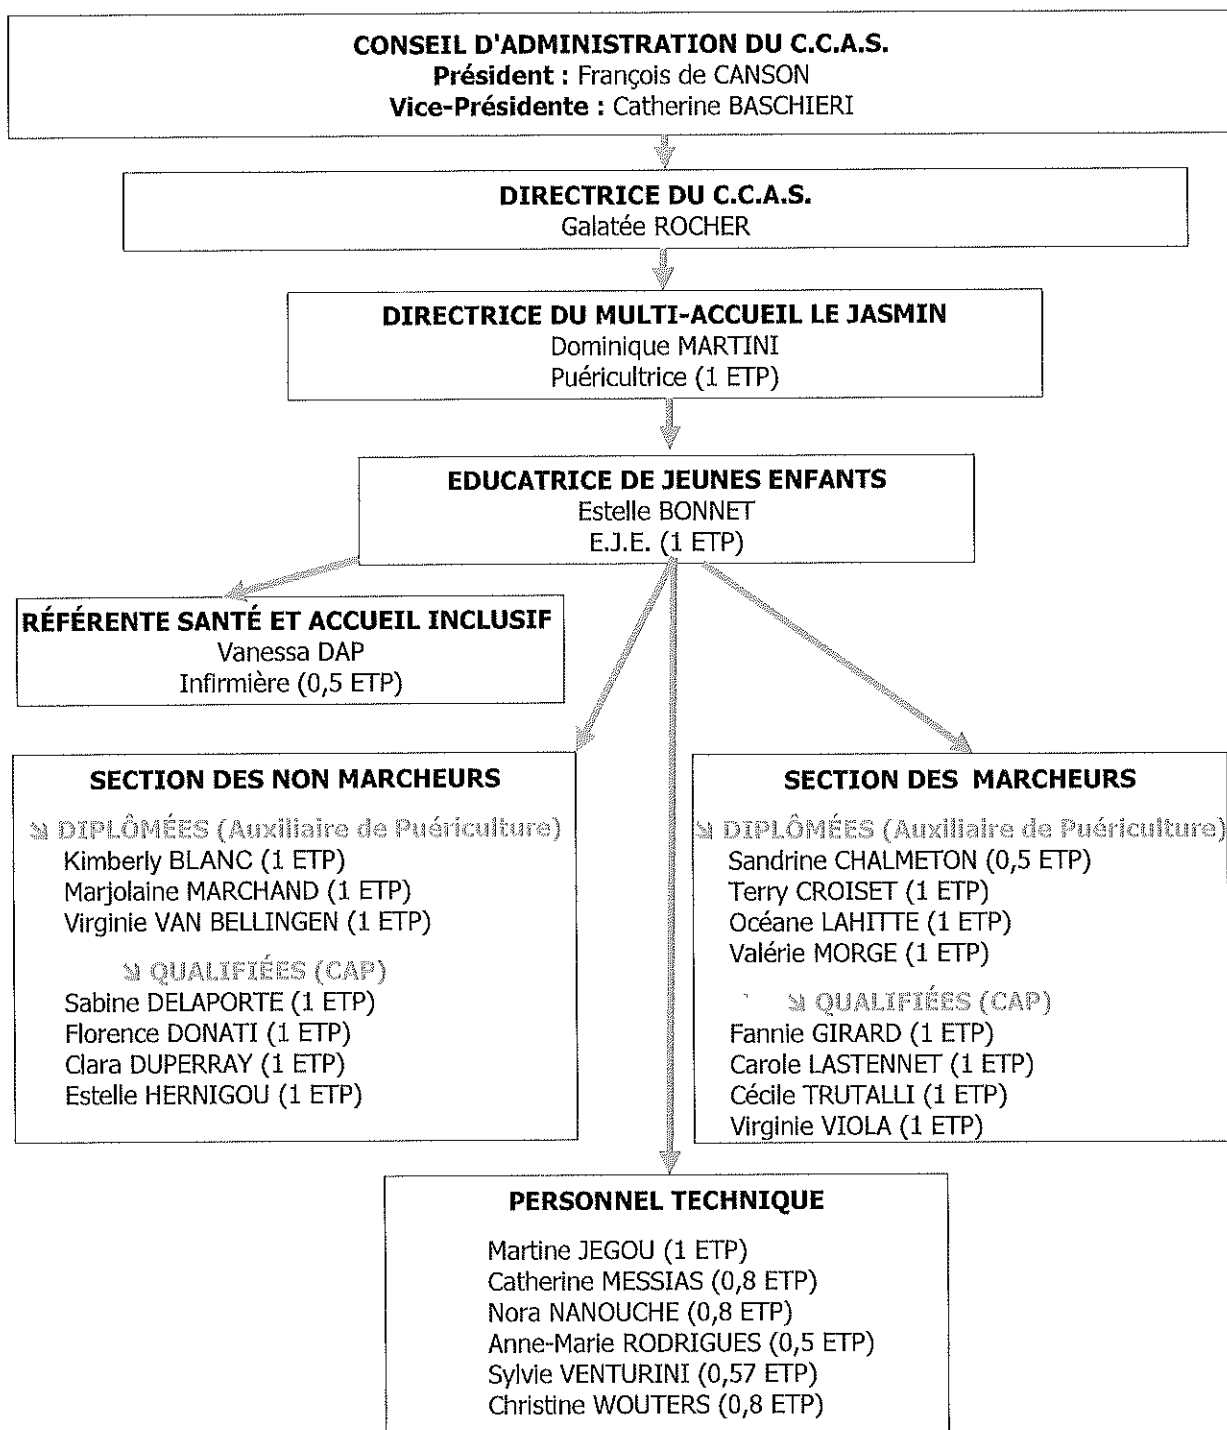 CONSEIL D'ADMINISTRATION DU C.C.A.S.
Président : François de CANSON
Vice-Présidente : Catherine BASCHIERI
DIRECTRICE DU C.C.A.S.
Galatée ROCHER
DIRECTRICE DU MULTI-ACCUEIL LE JASMIN
Dominique MARTINI
Puéricultrice (1 ETP)
EDUCATRICE DE JEUNES ENFANTS
Estelle BONNET
E.J.E. (1 ETP)
RÉFÉRENTE SANTÉ ET ACCUEIL INCLUSIF
Vanessa DAP
Infirmière (0,5 ETP)
SECTION DES NON MARCHEURS
↘ DIPLÔMÉES (Auxiliaire de Puériculture)
Kimberly BLANC (1 ETP)
Marjolaine MARCHAND (1 ETP)
Virginie VAN BELLINGEN (1 ETP)
↘ QUALIFIÉES (CAP)
Sabine DELAPORTE (1 ETP)
Florence DONATI (1 ETP)
Clara DUPERRAY (1 ETP)
Estelle HERNIGOU (1 ETP)
SECTION DES MARCHEURS
↘ DIPLÔMÉES (Auxiliaire de Puériculture)
Sandrine CHALMETON (0,5 ETP)
Terry CROISET (1 ETP)
Océane LAHITTE (1 ETP)
Valérie MORGE (1 ETP)
↘ QUALIFIÉES (CAP)
Fannie GIRARD (1 ETP)
Carole LASTENNET (1 ETP)
Cécile TRUTALLI (1 ETP)
Virginie VIOLA (1 ETP)
PERSONNEL TECHNIQUE
Martine JEGOU (1 ETP)
Catherine MESSIAS (0,8 ETP)
Nora NANOUCHE (0,8 ETP)
Anne-Marie RODRIGUES (0,5 ETP)
Sylvie VENTURINI (0,57 ETP)
Christine WOUTERS (0,8 ETP)